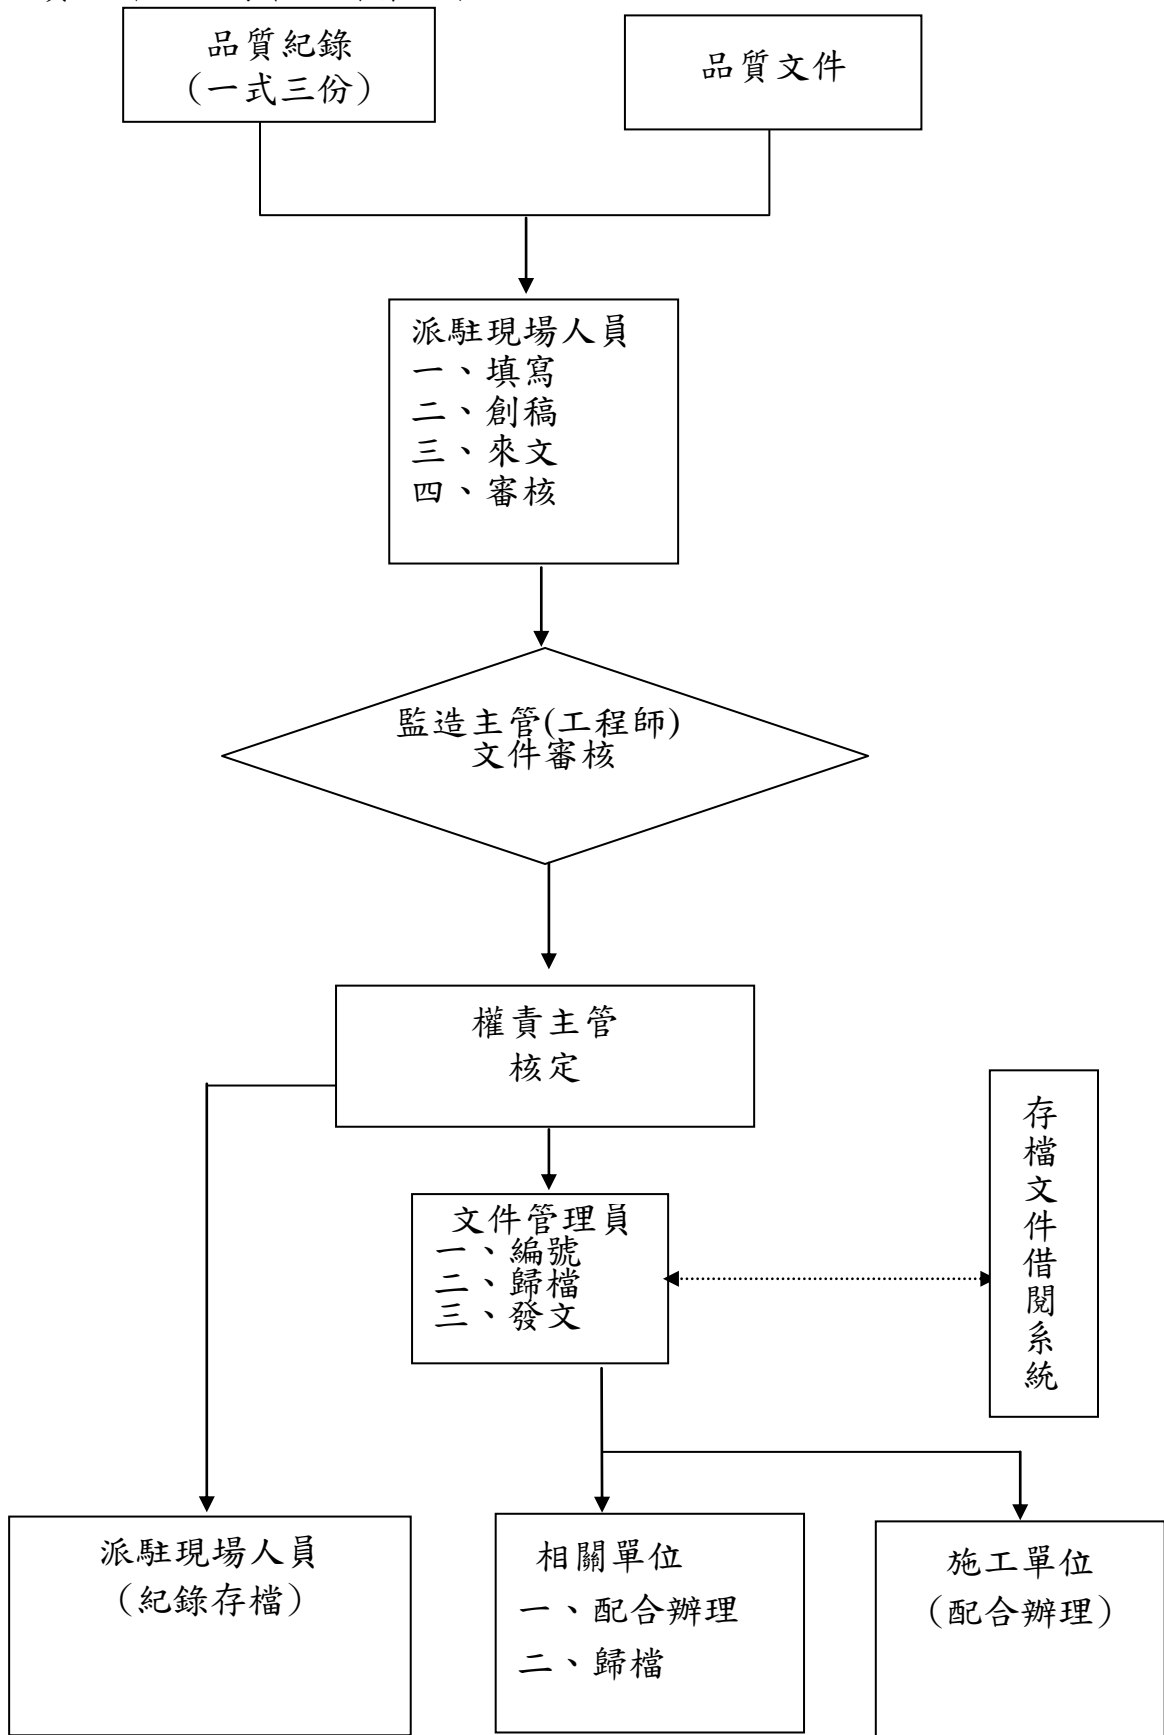 品質紀錄
（一式三份）
品質文件
派駐現場人員
一、填寫
二、創稿
三、來文
四、審核
監造主管(工程師)
文件審核
權責主管
核定
存檔文件借閱系統
文件管理員
一、編號
二、歸檔
三、發文
派駐現場人員
（紀錄存檔）
相關單位
一、配合辦理
二、歸檔
施工單位
（配合辦理）